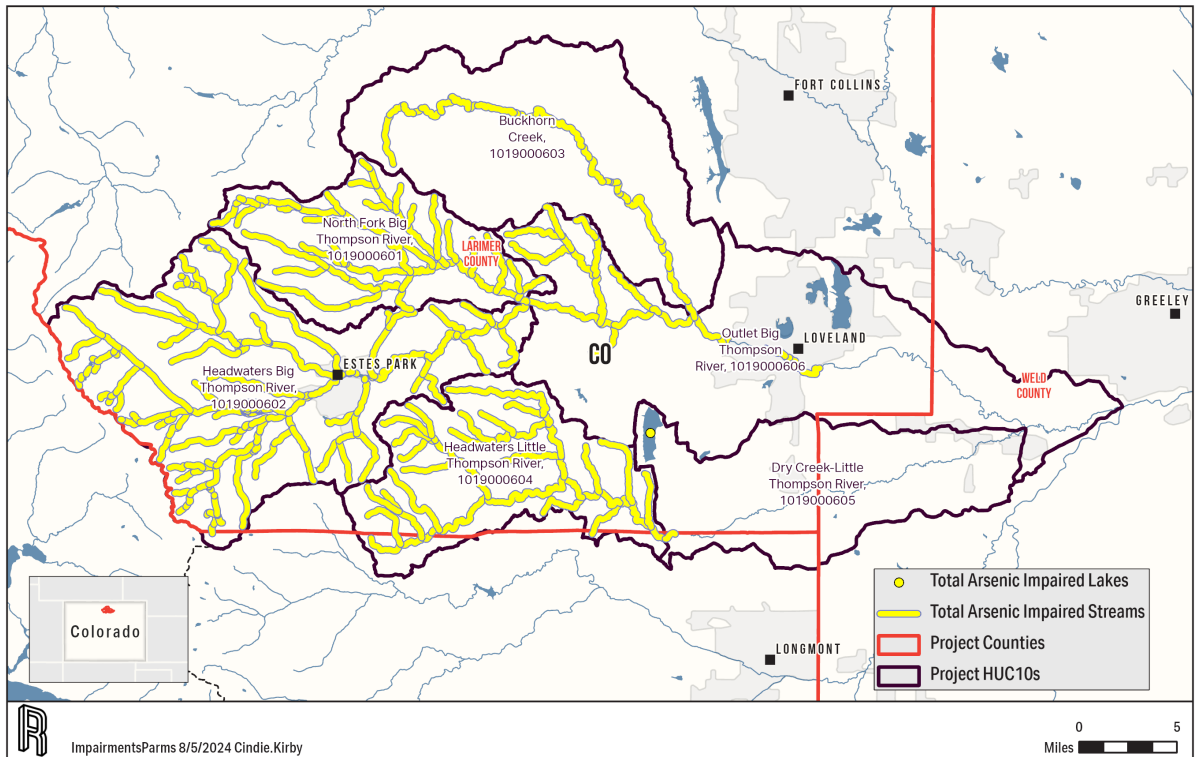 FORT COLLINS
Buckhorn
Creek,
1019000603
North Fork Big
Thompson River,
1019000601
LARIMER
COUNTY
GREELEY
Outlet Big
Thompson
River, 1019000606
LOVELAND
CO
ESTES PARK
Headwaters Big
Thompson River,
1019000602
WELD
COUNTY
Headwaters Little
Thompson River,
1019000604
Dry Creek-Little
Thompson River,
1019000605
Colorado
LONGMONT
Total Arsenic Impaired Lakes
Total Arsenic Impaired Streams
Project Counties
Project HUC10s
R
ImpairmentsParms 8/5/2024 Cindie.Kirby
0 5
Miles